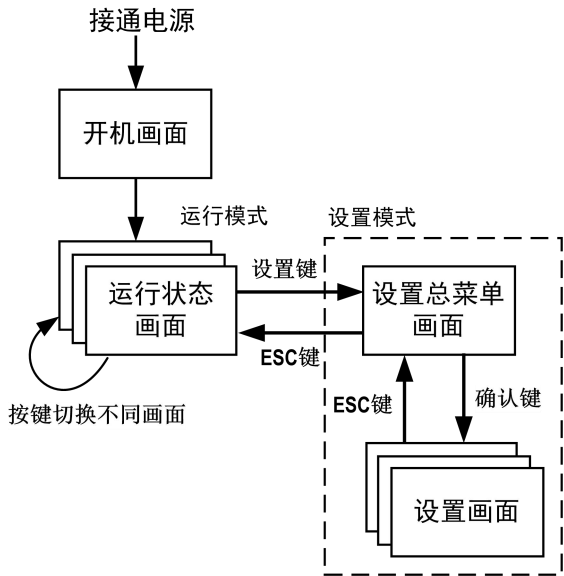 接通电源
开机画面
运行模式
设置模式
运行状态
画面
设置键
设置总菜单
画面
ESC键
按键切换不同画面
ESC键
确认键
设置画面